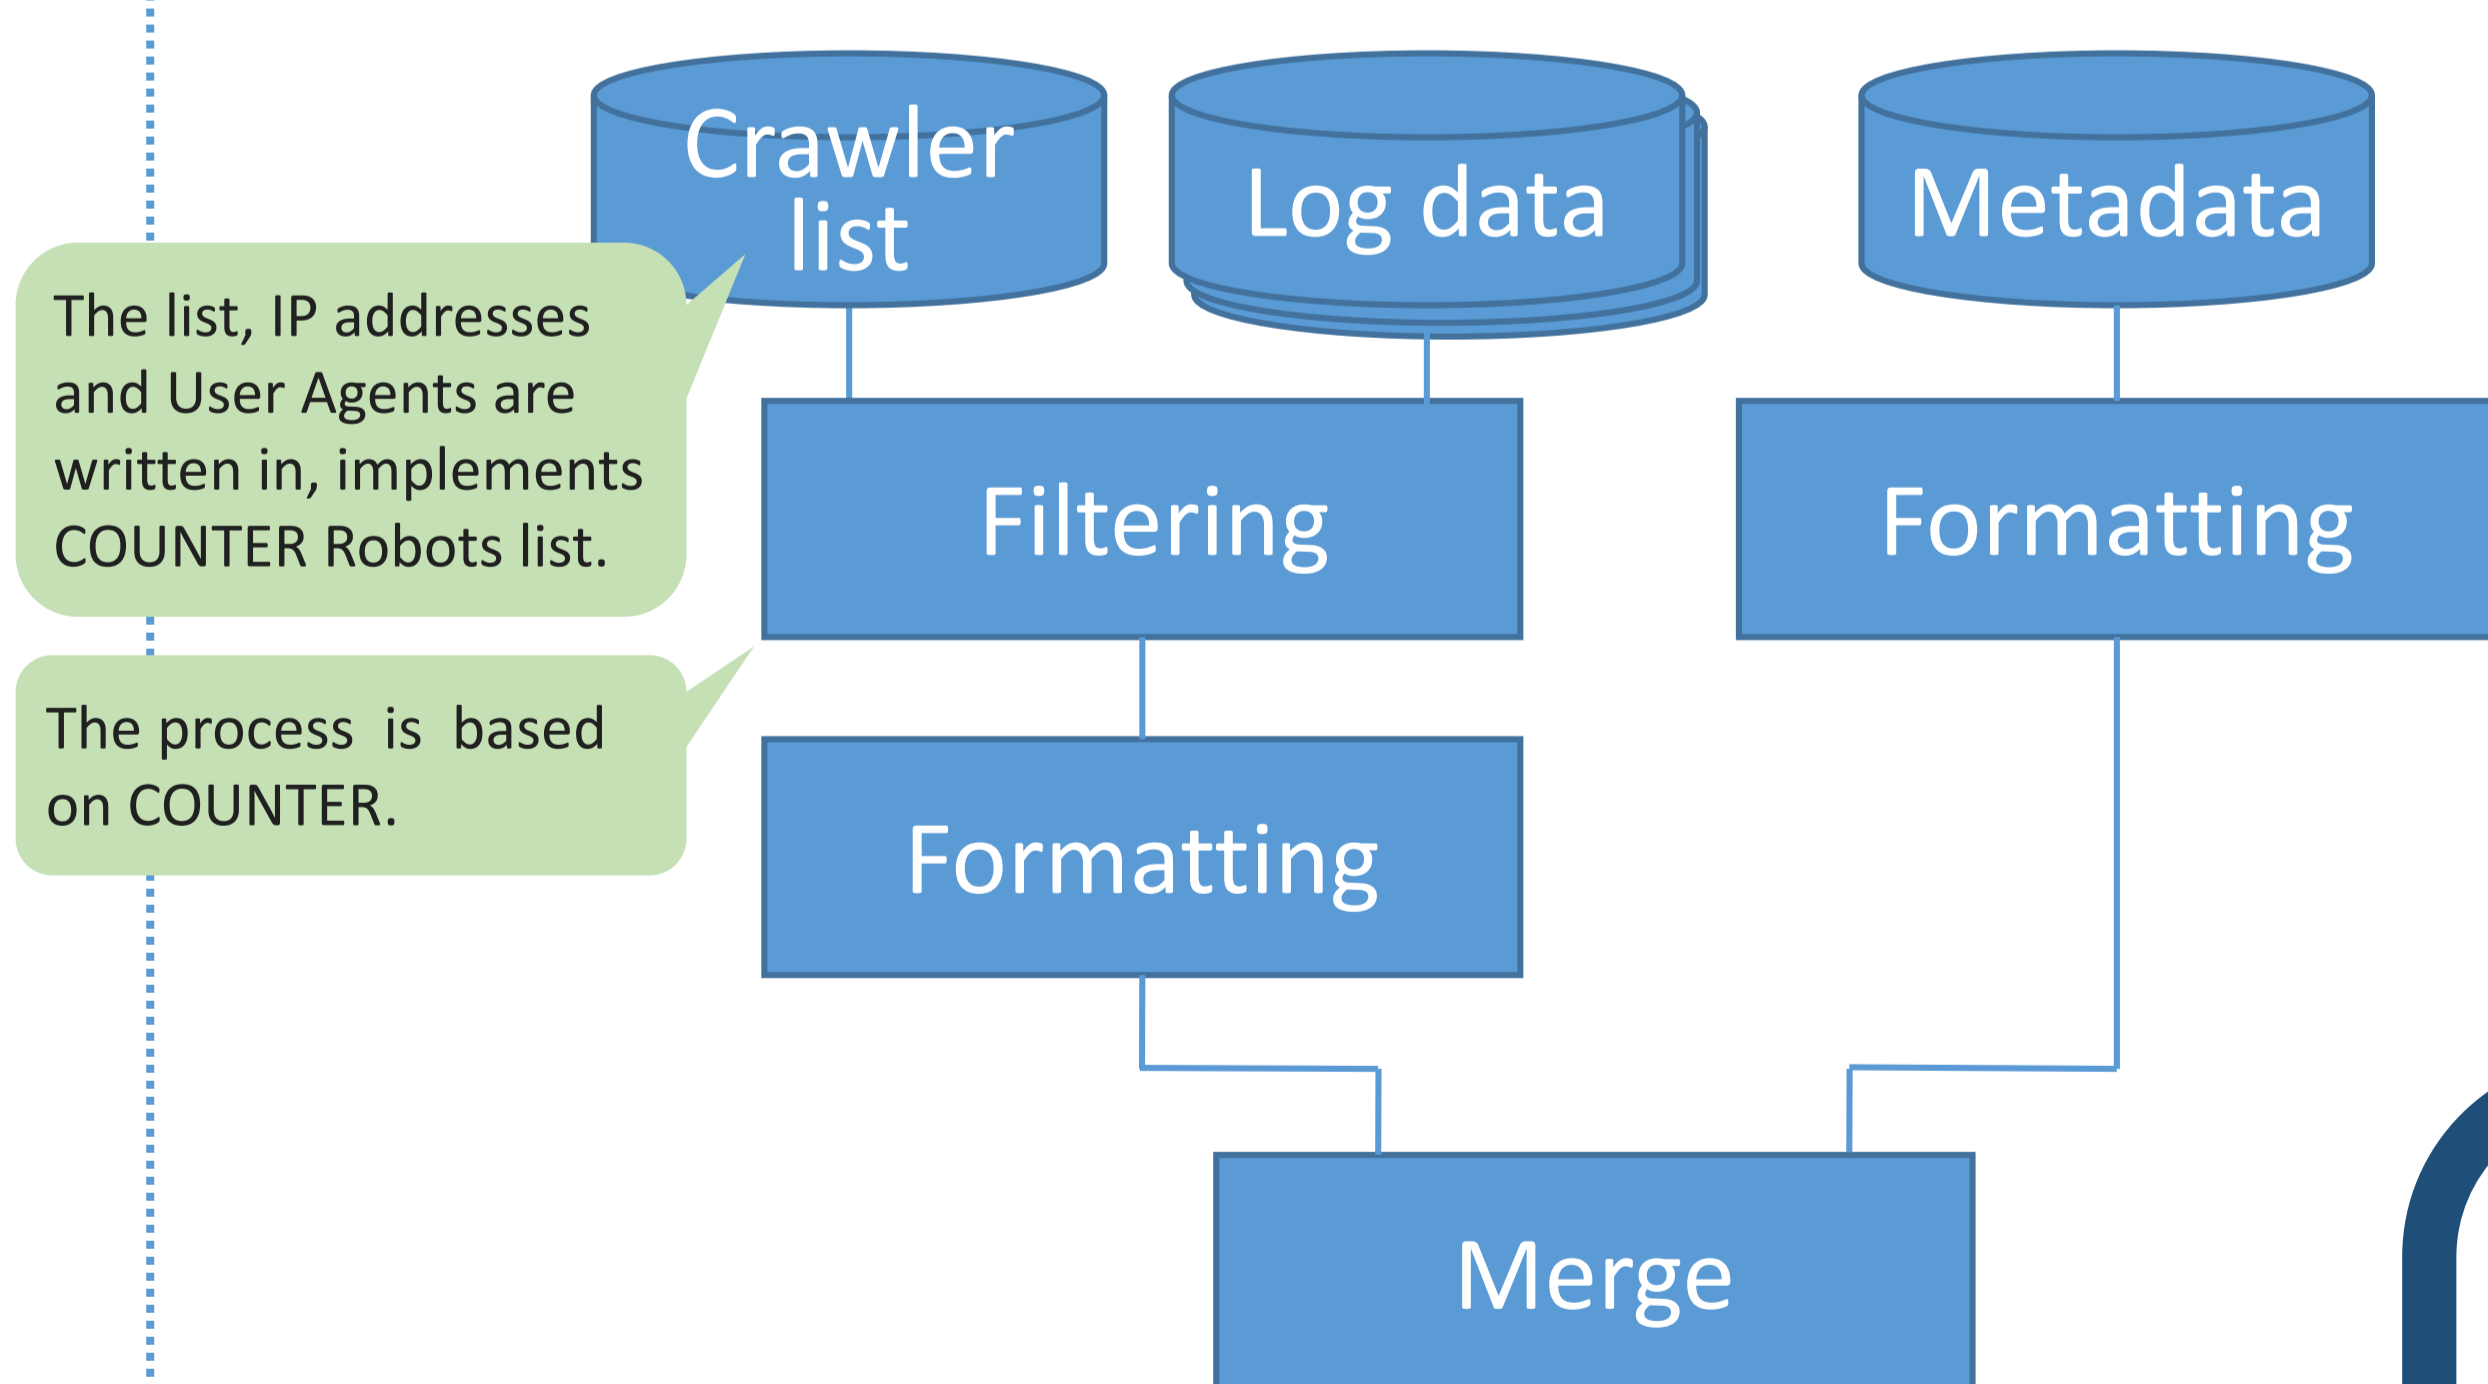 Crawler
list
Log data
Metadata
The list, IP addresses
and User Agents are
written in, implements
COUNTER Robots list.
Filtering
Formatting
The process is based
on COUNTER.
Formatting
Merge